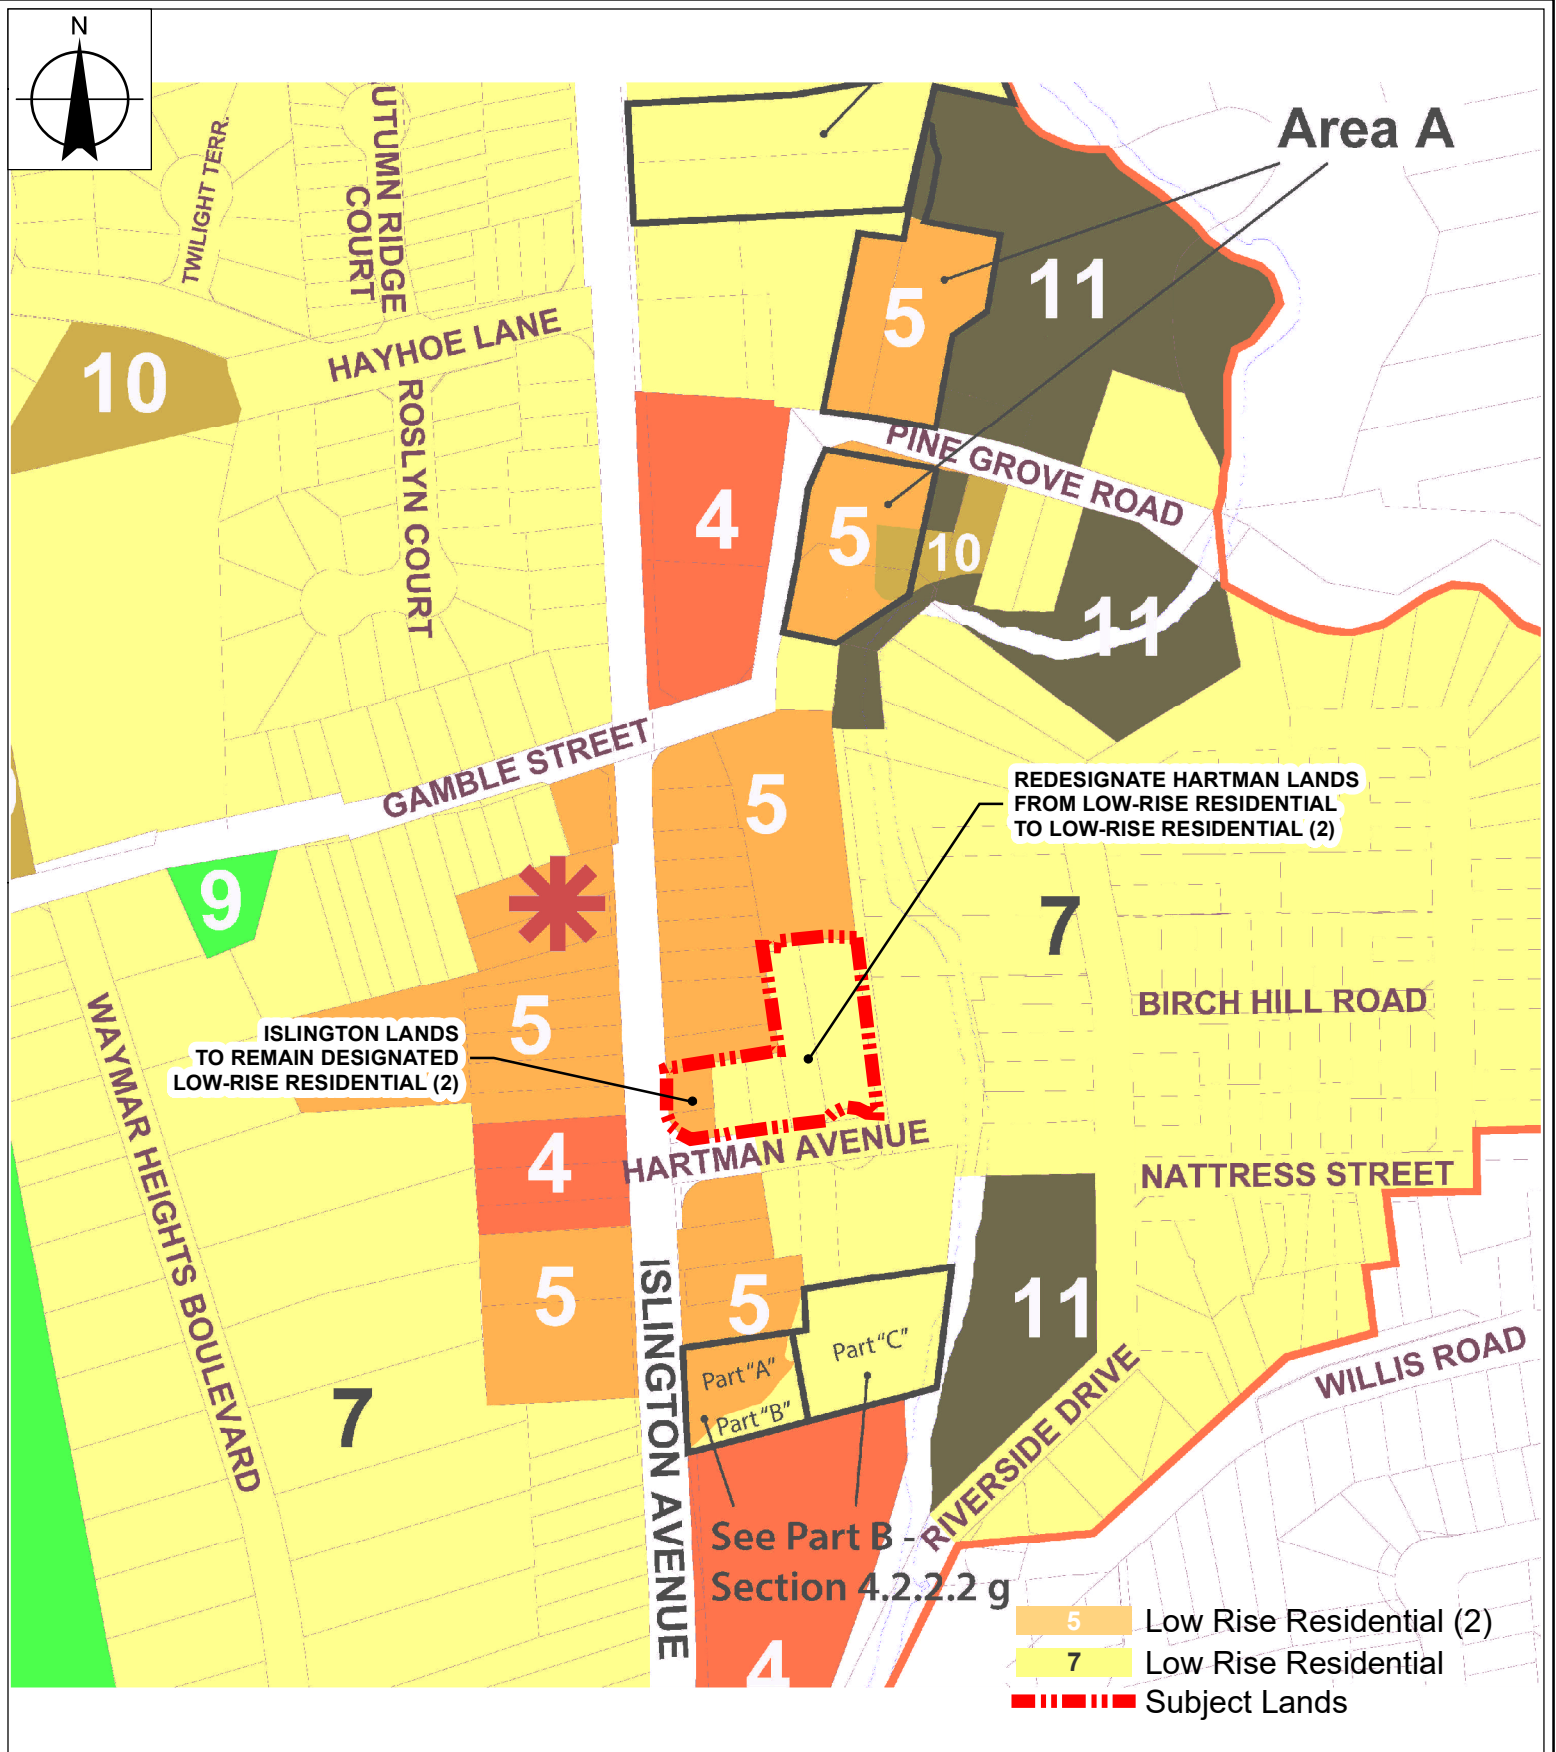 N
Area A
TWILIGHT TERR.
UTUMN RIDGE
COURT
HAYHOE LANE
ROSLYN COURT
10
5
11
PINE GROVE ROAD
4
5
10
11
GAMBLE STREET
5
REDESIGNATE HARTMAN LANDS
FROM LOW-RISE RESIDENTIAL
TO LOW-RISE RESIDENTIAL (2)
9
7
BIRCH HILL ROAD
WAYMAR HEIGHTS BOULEVARD
5
ISLINGTON LANDS
TO REMAIN DESIGNATED
LOW-RISE RESIDENTIAL (2)
HARTMAN AVENUE
4
NATTRESS STREET
5
5
11
ISLINGTON AVENUE
Part "A"
Part "B"
Part "C"
7
WILLIS ROAD
RIVERSIDE DRIVE
See Part B -
Section 4.2.2.2 g
4
5 Low Rise Residential (2)
7 Low Rise Residential
Subject Lands